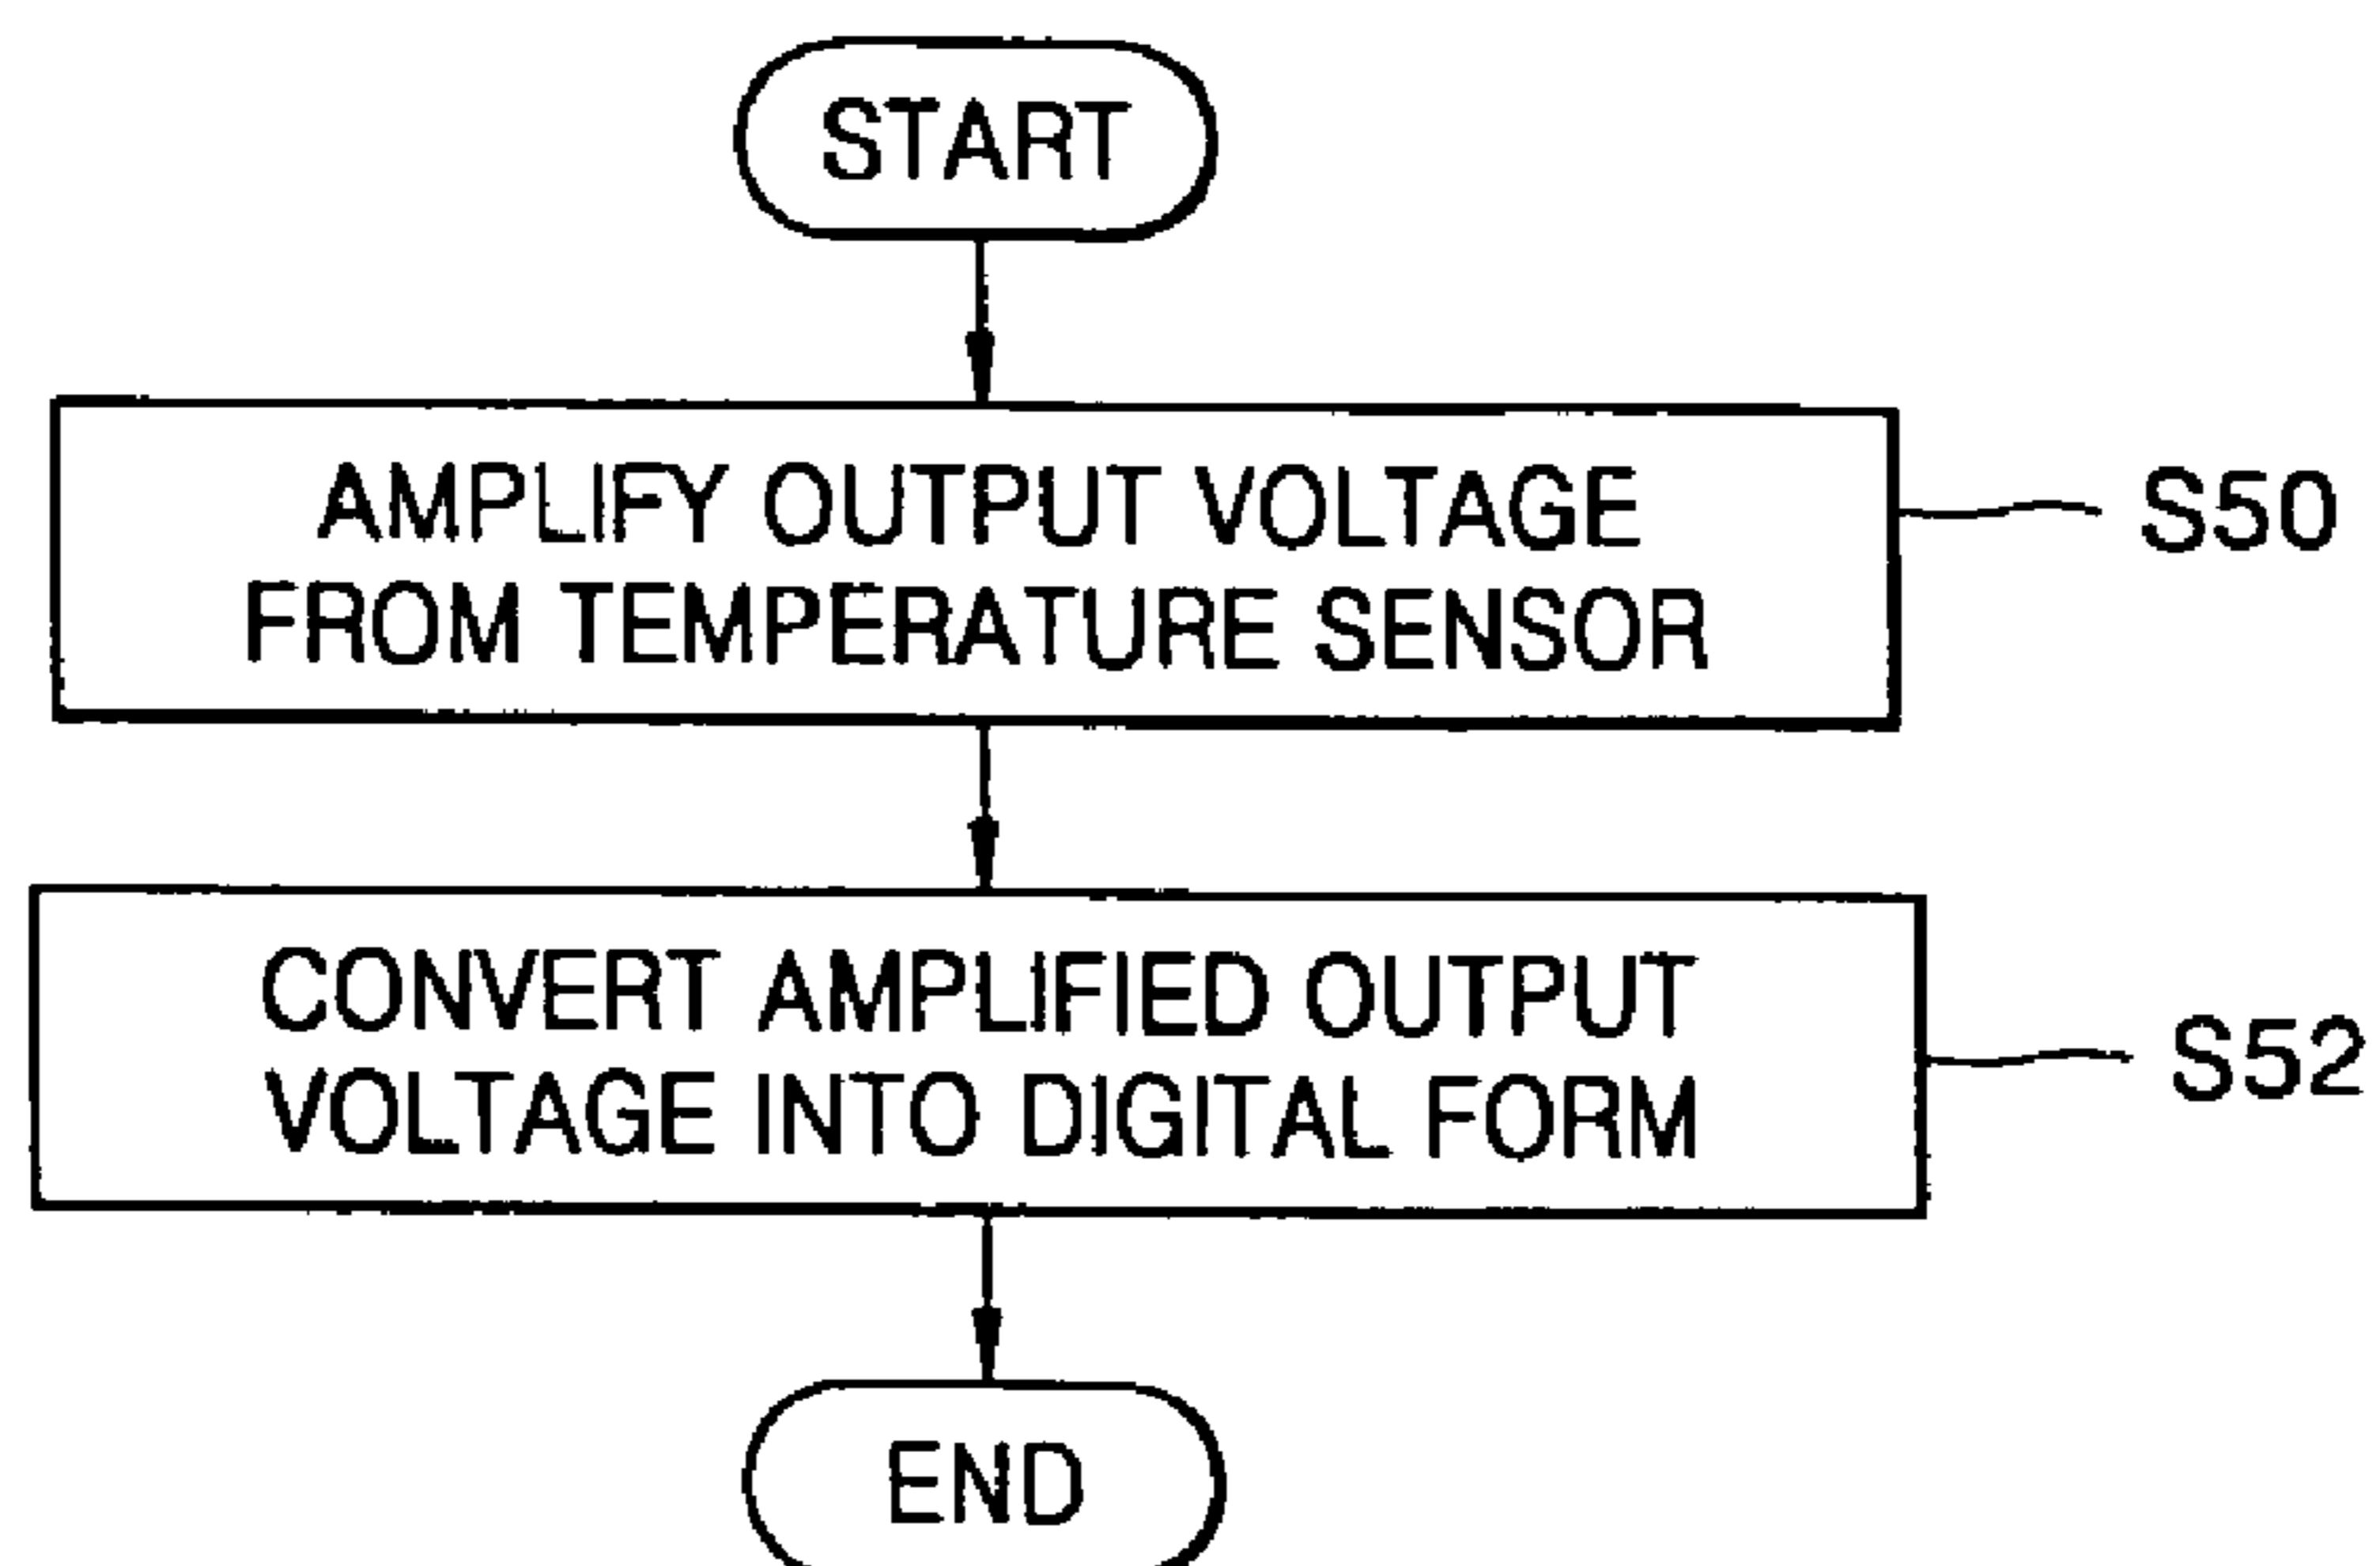 START
AMPLIFY OUTPUT VOLTAGE
FROM TEMPERATURE SENSOR
S50
CONVERT AMPLIFIED OUTPUT
VOLTAGE INTO DIGITAL FORM
S52
END